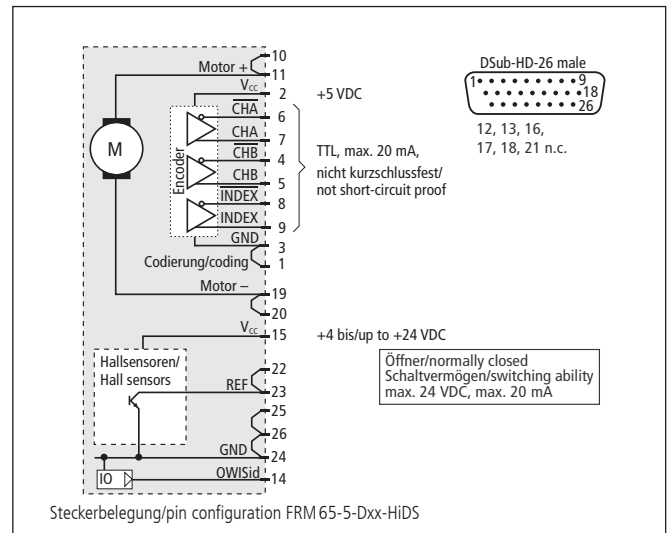 10
Motor + 11
DSub-HD-26 male
1 9
18
26
Vcc 2 +5 VDC
CHA 6
CHA 7
CHB 4
CHB 5
INDEX 8
INDEX 9
GND 3
Codierung/coding 1
M
Encoder
TTL, max. 20 mA,
nicht kurzschlussfest/
not short-circuit proof
12, 13, 16,
17, 18, 21 n.c.
Motor – 19
20
Vcc 15 +4 bis/up to +24 VDC
Hallsensoren/
Hall sensors
22
REF 23
25
26
GND 24
IO OWISid 14
Öffner/normally closed
Schaltvermögen/switching ability
max. 24 VDC, max. 20 mA
Steckerbelegung/pin configuration FRM 65-5-Dxx-HiDS